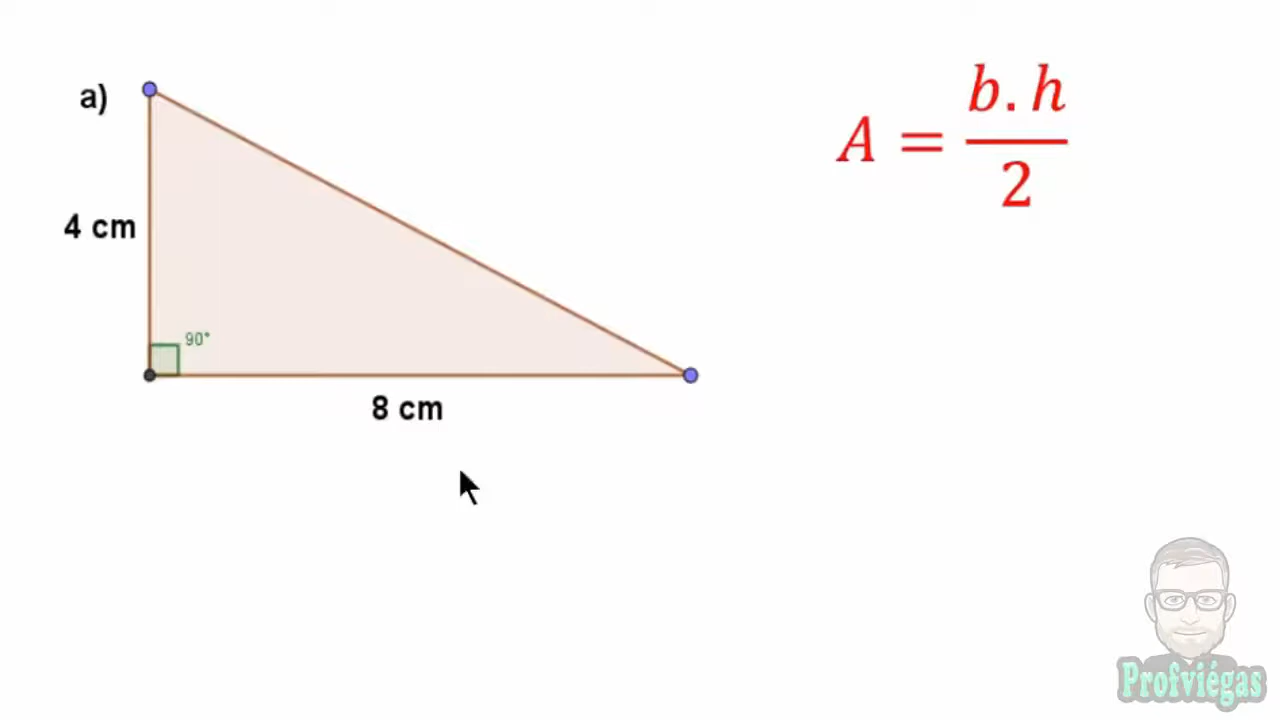 a)
4 cm
90°
8 cm
A = b.h/2
Profviégas